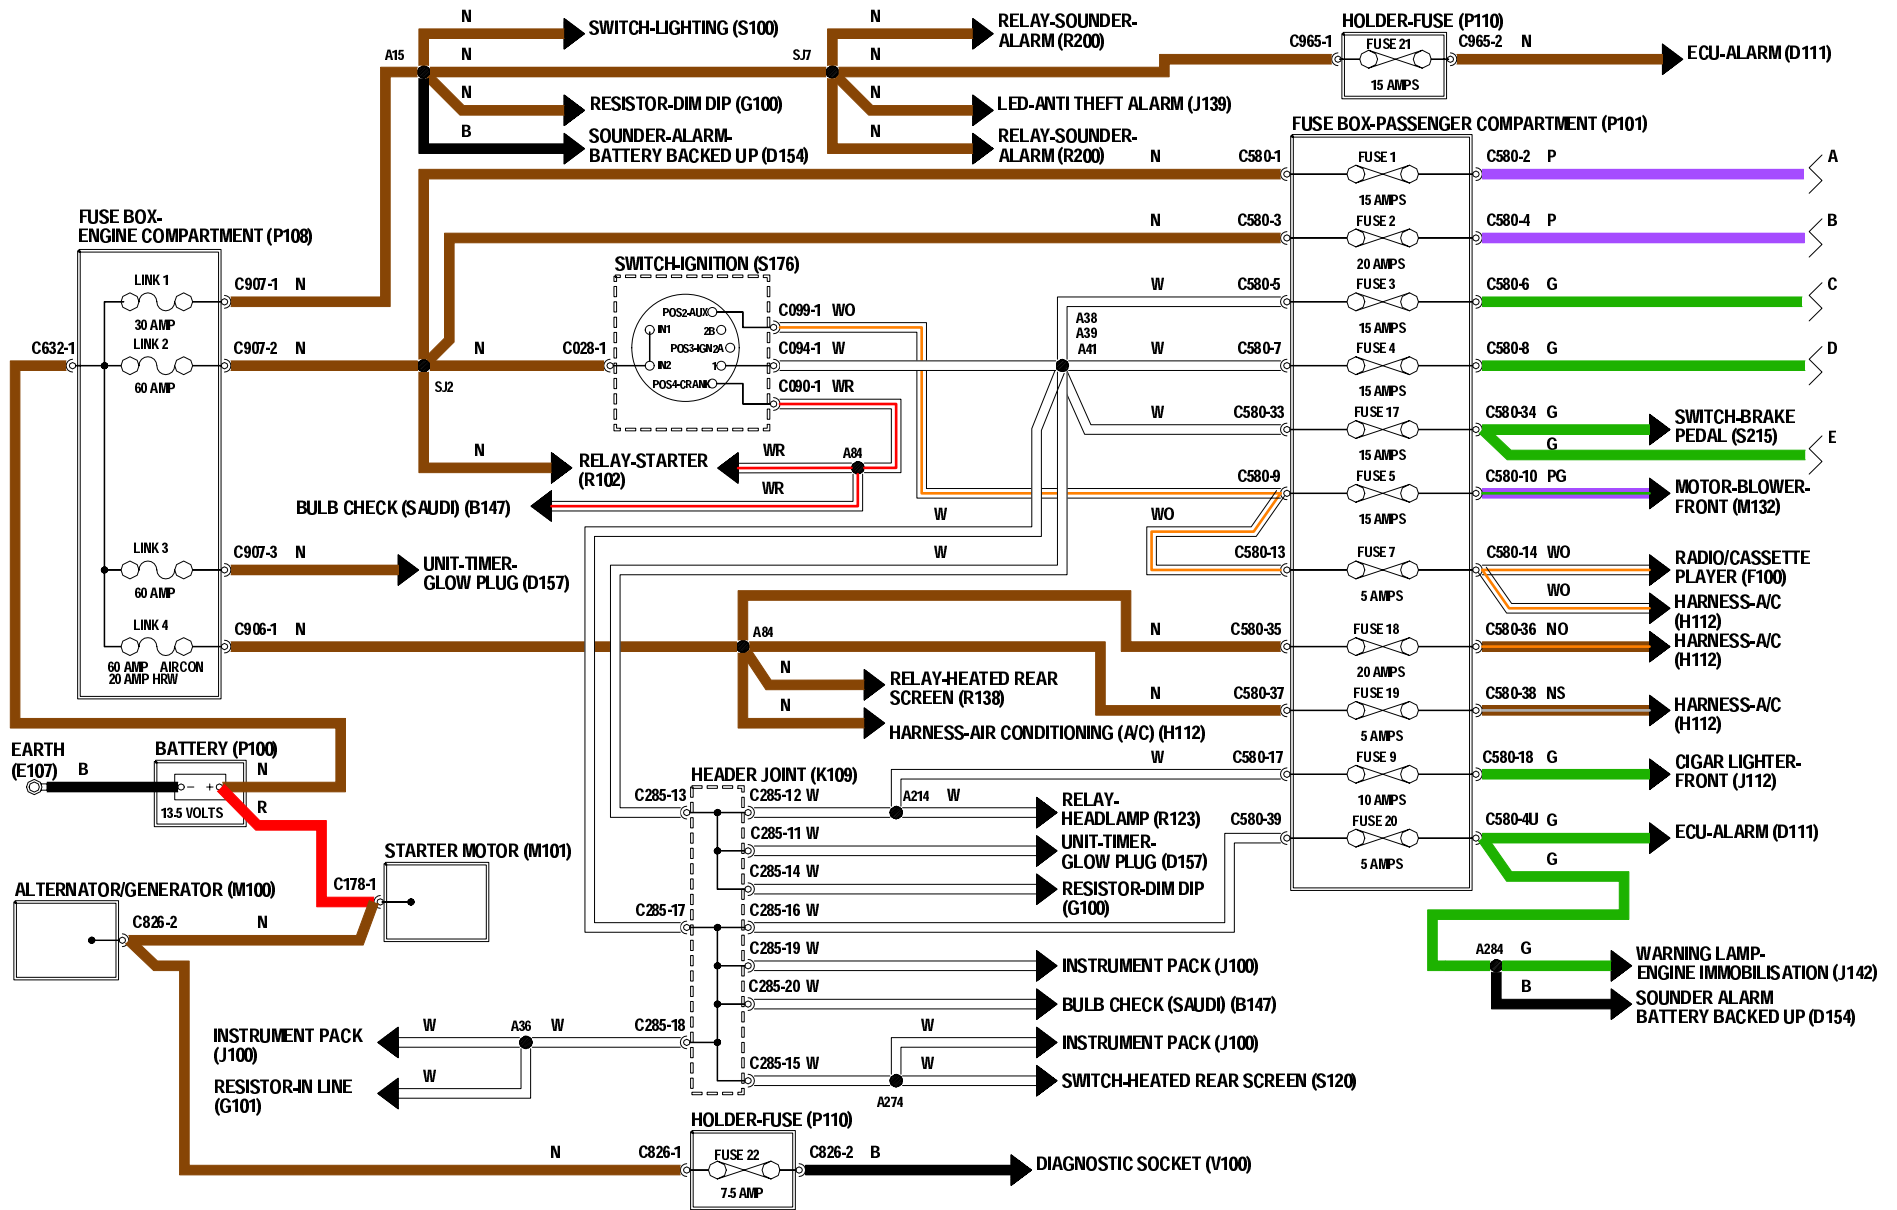 N
SWITCH-LIGHTING (S100)
A15
N
N
RESISTOR-DIM DIP (G100)
B
SOUNDER-ALARM-
BATTERY BACKED UP (D154)
SJ7
N
RELAY-SOUNDER-
ALARM (R200)
N
N
LED-ANTI THEFT ALARM (J139)
N
RELAY-SOUNDER-
ALARM (R200)
HOLDER-FUSE (P110)
C965-1
FUSE 21
15 AMPS
C965-2
N
ECU-ALARM (D111)
FUSE BOX-PASSENGER COMPARTMENT (P101)
N
C580-1
FUSE 1
15 AMPS
C580-2
P
A
N
C580-3
FUSE 2
20 AMPS
C580-4
P
B
W
C580-5
FUSE 3
15 AMPS
C580-6
G
C
A38
A39
A41
W
C580-7
FUSE 4
15 AMPS
C580-8
G
D
W
C580-33
FUSE 17
15 AMPS
C580-34
G
SWITCH-BRAKE
PEDAL (S215)
G
E
C580-9
FUSE 5
15 AMPS
C580-10
PG
MOTOR-BLOWER-
FRONT (M132)
WO
C580-13
FUSE 7
5 AMPS
C580-14
WO
RADIO/CASSETTE
PLAYER (F100)
WO
HARNESS-A/C
(H112)
N
C580-35
FUSE 18
20 AMPS
C580-36
NO
HARNESS-A/C
(H112)
N
C580-37
FUSE 19
5 AMPS
C580-38
NS
HARNESS-A/C
(H112)
W
C580-17
FUSE 9
10 AMPS
C580-18
G
CIGAR LIGHTER-
FRONT (J112)
C580-39
FUSE 20
5 AMPS
C580-4U
G
ECU-ALARM (D111)
G
A284
G
WARNING LAMP-
ENGINE IMMOBILISATION (J142)
B
SOUNDER ALARM
BATTERY BACKED UP (D154)
FUSE BOX-
ENGINE COMPARTMENT (P108)
LINK 1
30 AMP
C907-1
N
C632-1
LINK 2
60 AMP
C907-2
N
SJ2
LINK 3
60 AMP
C907-3
N
UNIT-TIMER-
GLOW PLUG (D157)
LINK 4
60 AMP AIRCON
20 AMP HRW
C906-1
N
SWITCH-IGNITION (S176)
N
C028-1
POS2-AUX
IN1
2B
POS3-IGN2A
IN2
1
POS4-CRANK
C099-1
WO
C094-1
W
C090-1
WR
N
RELAY-STARTER
(R102)
WR
A84
WR
BULB CHECK (SAUDI) (B147)
W
W
A84
N
RELAY-HEATED REAR
SCREEN (R138)
N
HARNESS-AIR CONDITIONING (A/C) (H112)
EARTH
(E107)
B
BATTERY (P100)
- +
13.5 VOLTS
N
R
STARTER MOTOR (M101)
C178-1
ALTERNATOR/GENERATOR (M100)
C826-2
N
HEADER JOINT (K109)
C285-13
C285-12 W
A214
W
RELAY-
HEADLAMP (R123)
C285-11 W
UNIT-TIMER-
GLOW PLUG (D157)
C285-14 W
RESISTOR-DIM DIP
(G100)
C285-17
C285-16 W
C285-19 W
INSTRUMENT PACK (J100)
C285-20 W
BULB CHECK (SAUDI) (B147)
INSTRUMENT PACK
(J100)
W
A36
W
C285-18
W
INSTRUMENT PACK (J100)
RESISTOR-IN LINE
(G101)
W
C285-15 W
W
A274
SWITCH-HEATED REAR SCREEN (S120)
HOLDER-FUSE (P110)
N
C826-1
FUSE 22
7.5 AMP
C826-2
B
DIAGNOSTIC SOCKET (V100)